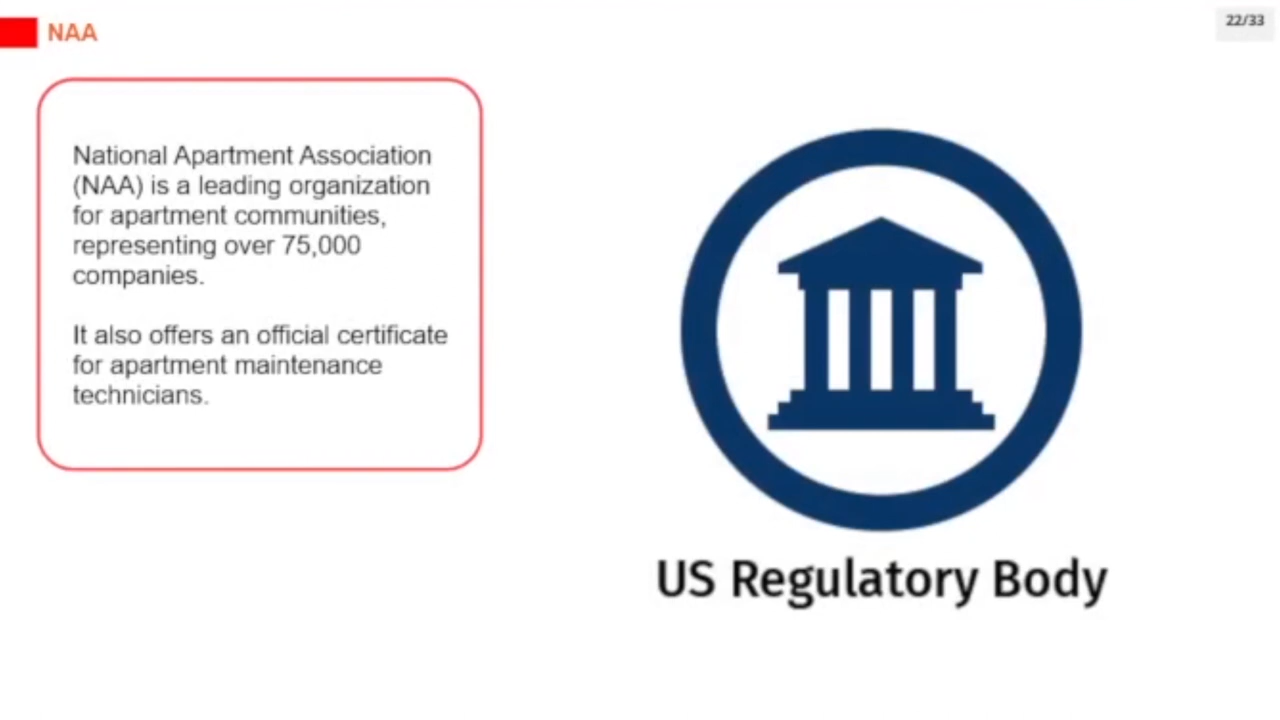 NAA
22/33
National Apartment Association
(NAA) is a leading organization
for apartment communities,
representing over 75,000
companies.
It also offers an official certificate
for apartment maintenance
technicians.
US Regulatory Body